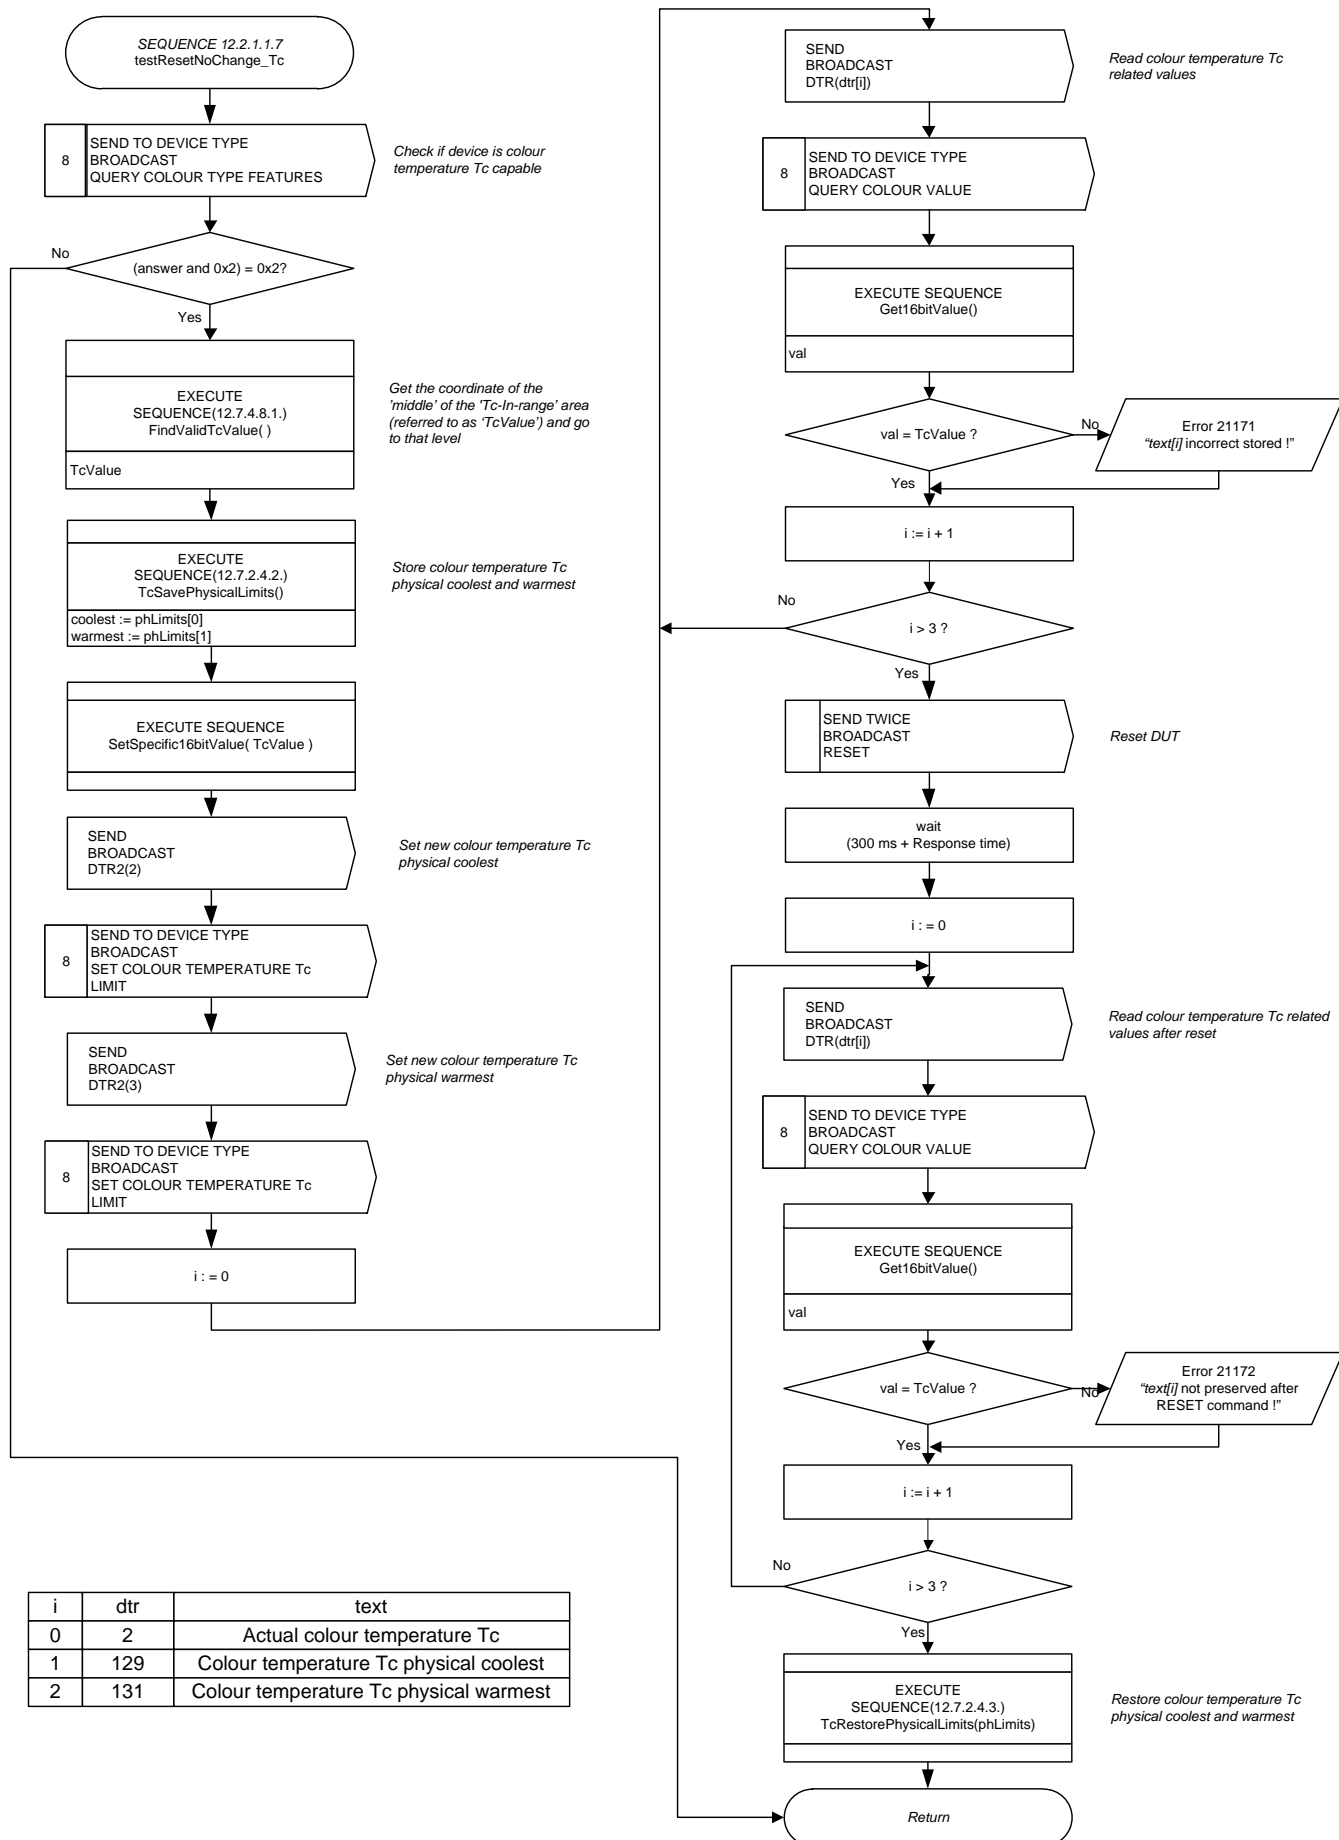 SEQUENCE 12.2.1.1.7
testResetNoChange_Tc
8
SEND TO DEVICE TYPE
BROADCAST
QUERY COLOUR TYPE FEATURES
Check if device is colour
temperature Tc capable
No
(answer and 0x2) = 0x2?
Yes
EXECUTE
SEQUENCE(12.7.4.8.1.)
FindValidTcValue( )
TcValue
Get the coordinate of the
'middle' of the 'Tc-In-range' area
(referred to as ‘TcValue’) and go
to that level
EXECUTE
SEQUENCE(12.7.2.4.2.)
TcSavePhysicalLimits()
coolest := phLimits[0]
warmest := phLimits[1]
Store colour temperature Tc
physical coolest and warmest
EXECUTE SEQUENCE
SetSpecific16bitValue( TcValue )
SEND
BROADCAST
DTR2(2)
Set new colour temperature Tc
physical coolest
8
SEND TO DEVICE TYPE
BROADCAST
SET COLOUR TEMPERATURE Tc
LIMIT
SEND
BROADCAST
DTR2(3)
Set new colour temperature Tc
physical warmest
8
SEND TO DEVICE TYPE
BROADCAST
SET COLOUR TEMPERATURE Tc
LIMIT
i : = 0
SEND
BROADCAST
DTR(dtr[i])
Read colour temperature Tc
related values
8
SEND TO DEVICE TYPE
BROADCAST
QUERY COLOUR VALUE
EXECUTE SEQUENCE
Get16bitValue()
val
val = TcValue ?
No
Error 21171
“text[i] incorrect stored !”
Yes
i := i + 1
No
i > 3 ?
Yes
SEND TWICE
BROADCAST
RESET
Reset DUT
wait
(300 ms + Response time)
i : = 0
SEND
BROADCAST
DTR(dtr[i])
Read colour temperature Tc related
values after reset
8
SEND TO DEVICE TYPE
BROADCAST
QUERY COLOUR VALUE
EXECUTE SEQUENCE
Get16bitValue()
val
val = TcValue ?
No
Error 21172
“text[i] not preserved after
RESET command !”
Yes
i := i + 1
No
i > 3 ?
Yes
EXECUTE
SEQUENCE(12.7.2.4.3.)
TcRestorePhysicalLimits(phLimits)
Restore colour temperature Tc
physical coolest and warmest
Return
i dtr text
0 2 Actual colour temperature Tc
1 129 Colour temperature Tc physical coolest
2 131 Colour temperature Tc physical warmest